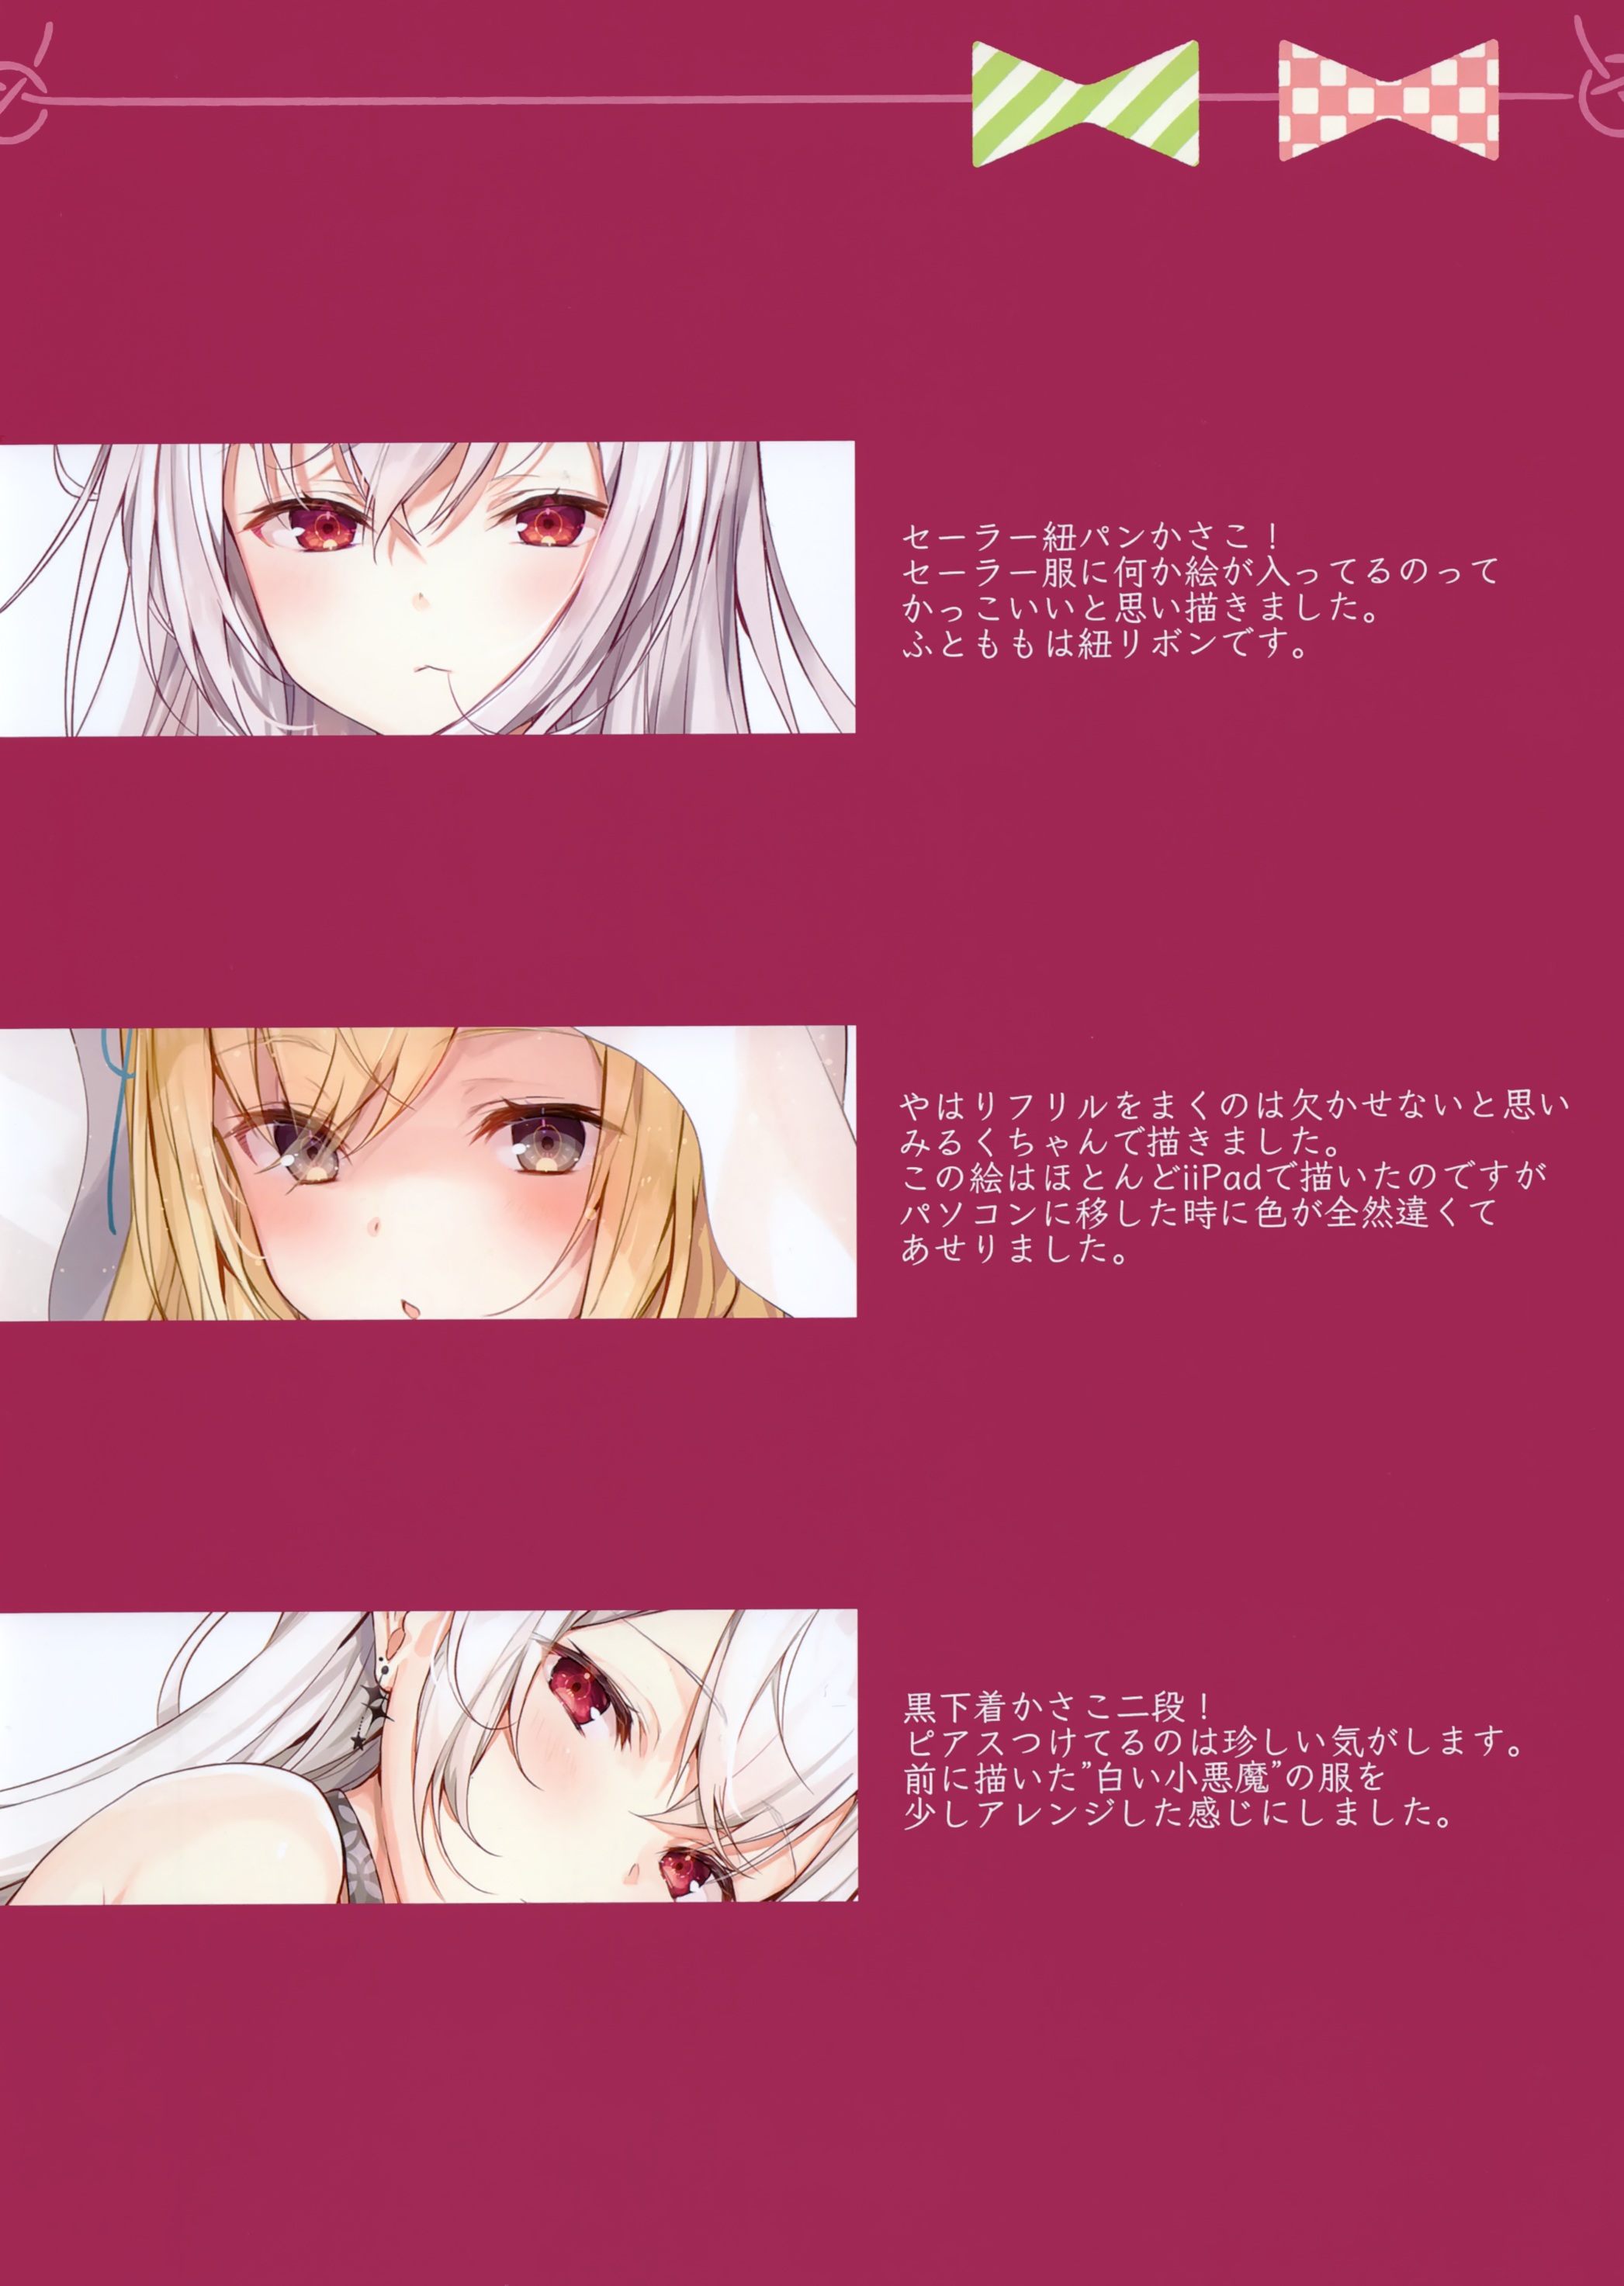 セーラー紐パンかさこ！
セーラー服に何か絵が入ってるのって
かっこいいと思い描きました。
ふとももは紐リボンです。
やはりフリルをまくのは欠かせないと思い
みるくちゃんで描きました。
この絵はほとんどiiPadで描いたのですが
パソコンに移した時に色が全然違くて
あせりました。
黒下着かさこ二段！
ピアスつけてるのは珍しい気がします。
前に描いた”白い小悪魔”の服を
少しアレンジした感じにしました。